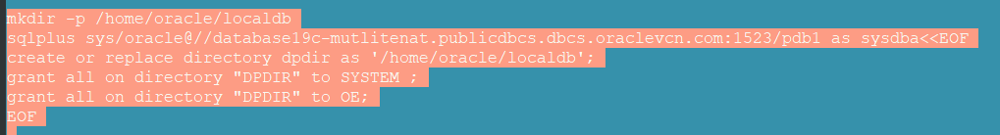 mkdir -p /home/oracle/localdb
sqlplus sys/oracle@//database19c-mutlitenat.publicdbcs.dbcs.oraclevcn.com:1523/pdb1 as sysdba<<EOF
create or replace directory dpdir as '/home/oracle/localdb';
grant all on directory "DPDIR" to SYSTEM ;
grant all on directory "DPDIR" to OE;
EOF